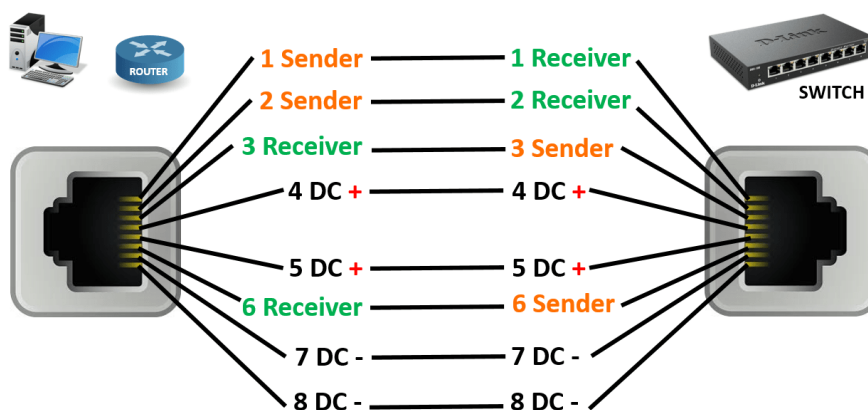 ROUTER
D-Link
SWITCH
1 Sender 1 Receiver
2 Sender 2 Receiver
3 Receiver 3 Sender
4 DC + 4 DC +
5 DC + 5 DC +
6 Receiver 6 Sender
7 DC - 7 DC -
8 DC - 8 DC -